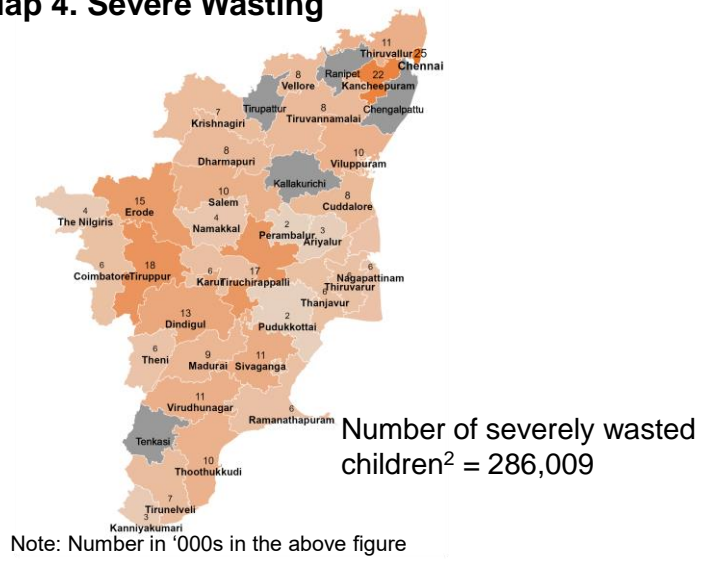 ap 4. Severe Wasting
11
Thiruvallur
25
Chennai
Ranipet
22
Kancheepuram
8
Vellore
Tirupattur
Chengalpattu
8
Tiruvannamalai
7
Krishnagiri
8
Dharmapuri
10
Viluppuram
Kallakurichi
15
Erode
10
Salem
8
Cuddalore
4
The Nilgiris
4
Namakkal
2
Perambalur
3
Ariyalur
6
Coimbatore
18
Tiruppur
6
Karur
17
Tiruchirappalli
6
Nagapattinam
Thiruvarur
6
Thanjavur
13
Dindigul
2
Pudukkottai
6
Theni
9
Madurai
11
Sivaganga
11
Virudhunagar
6
Ramanathapuram
Tenkasi
10
Thoothukkudi
7
Tirunelveli
3
Kanniyakumari
Number of severely wasted
children2 = 286,009
Note: Number in ‘000s in the above figure